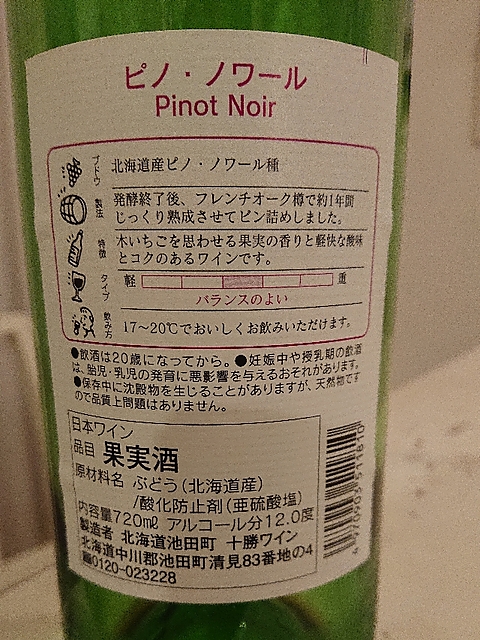 ピノ・ノワール
Pinot Noir
ブドウ 北海道産ピノ・ノワール種
製法 発酵終了後、フレンチオーク樽で約1年間
じっくり熟成させてビン詰めしました。
特徴 木いちごを思わせる果実の香りと軽快な酸味
とコクのあるワインです。
タイプ 軽 重
バランスのよい
飲み方 17~20℃でおいしくお飲みいただけます。
●飲酒は20歳になってから。●妊娠中や授乳期の飲酒
は、胎児・乳児の発育に悪影響を与えるおそれがあります。
●保存中に沈殿物を生じることがありますが、天然物です
ので品質上問題はありません。
日本ワイン
品目 果実酒
原材料名 ぶどう(北海道産)
/酸化防止剤(亜硫酸塩)
内容量720mℓ アルコール分12.0度
製造者 北海道池田町 十勝ワイン
北海道中川郡池田町清見83番地の4
0120-023228
4970903511810